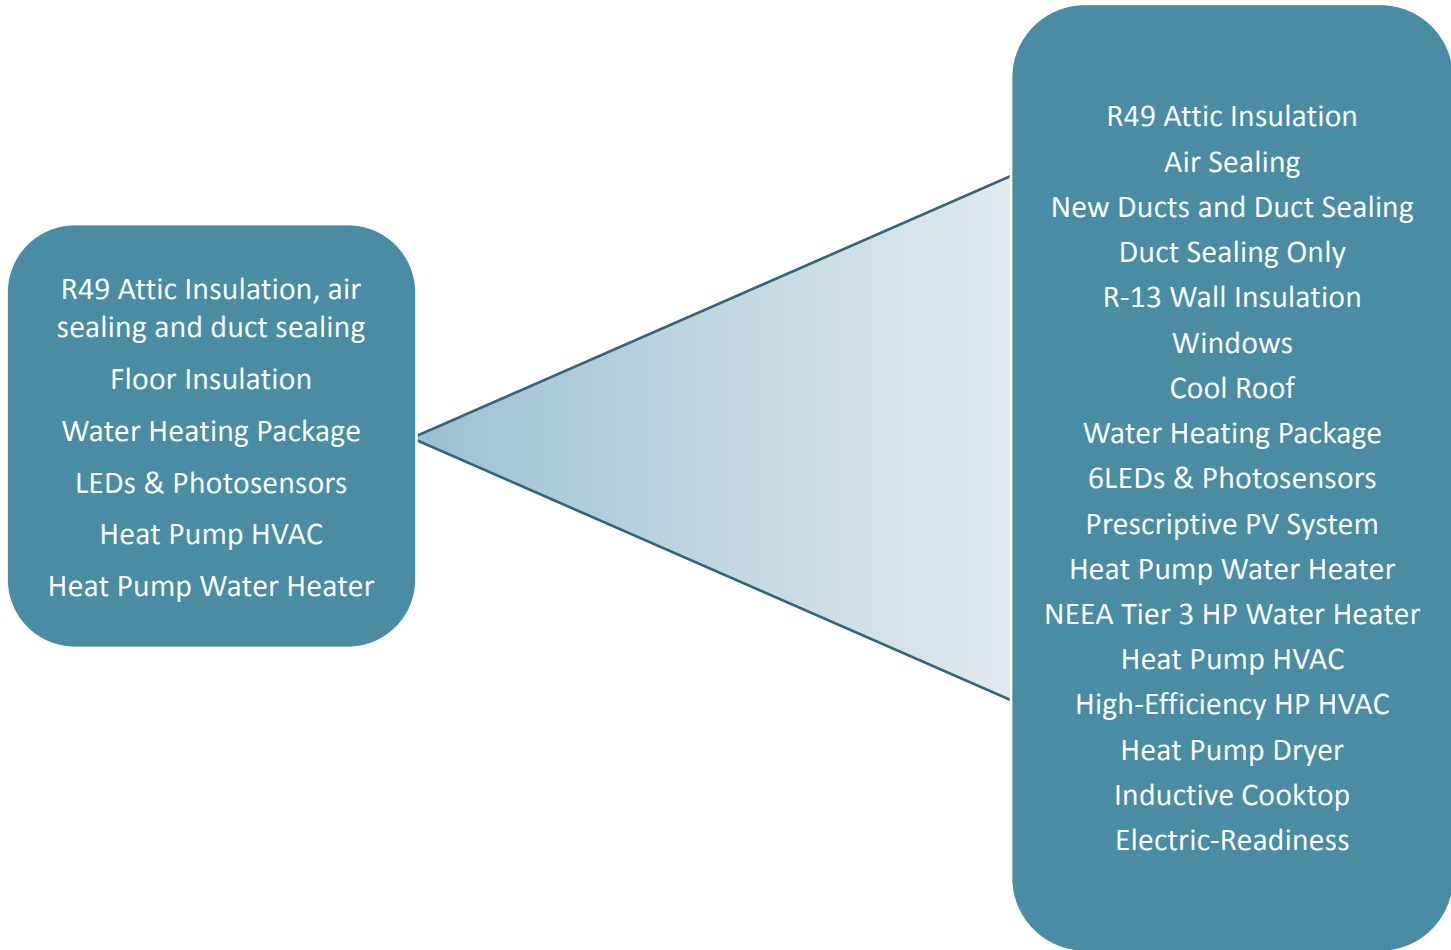 R49 Attic Insulation, air
sealing and duct sealing
Floor Insulation
Water Heating Package
LEDs & Photosensors
Heat Pump HVAC
Heat Pump Water Heater
R49 Attic Insulation
Air Sealing
New Ducts and Duct Sealing
Duct Sealing Only
R-13 Wall Insulation
Windows
Cool Roof
Water Heating Package
6LEDs & Photosensors
Prescriptive PV System
Heat Pump Water Heater
NEEA Tier 3 HP Water Heater
Heat Pump HVAC
High-Efficiency HP HVAC
Heat Pump Dryer
Inductive Cooktop
Electric-Readiness